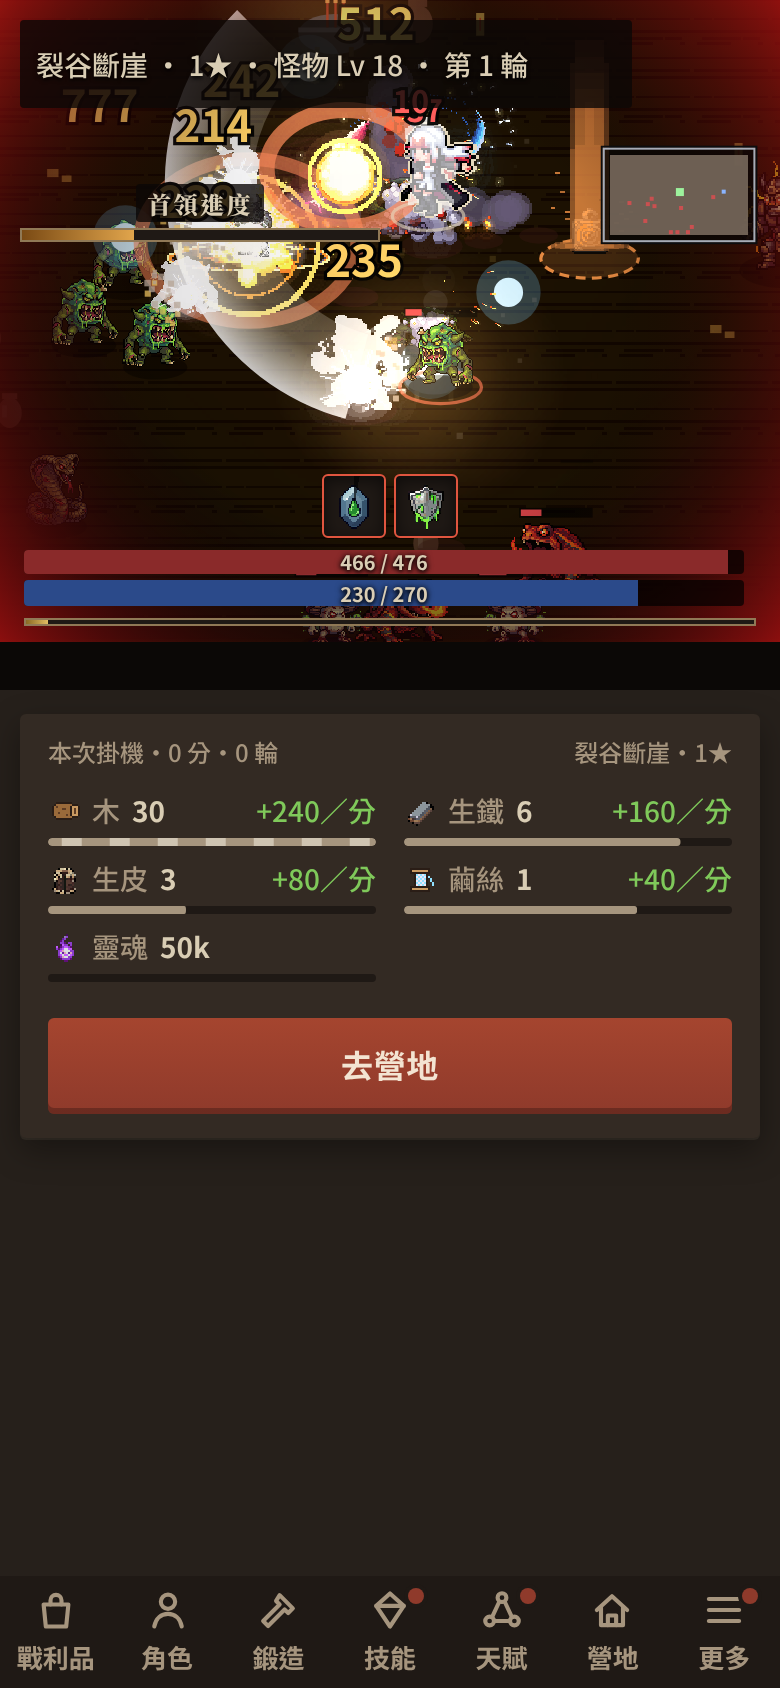 512
裂谷斷崖 • 1★ • 怪物 Lv 18 • 第 1 輪
242
777
214
107
首領進度
235
466 / 476
230 / 270
本次掛機・0 分・0 輪
裂谷斷崖・1★
木 30 +240／分
生鐵 6 +160／分
生皮 3 +80／分
繭絲 1 +40／分
靈魂 50k
去營地
戰利品
角色
鍛造
技能
天賦
營地
更多